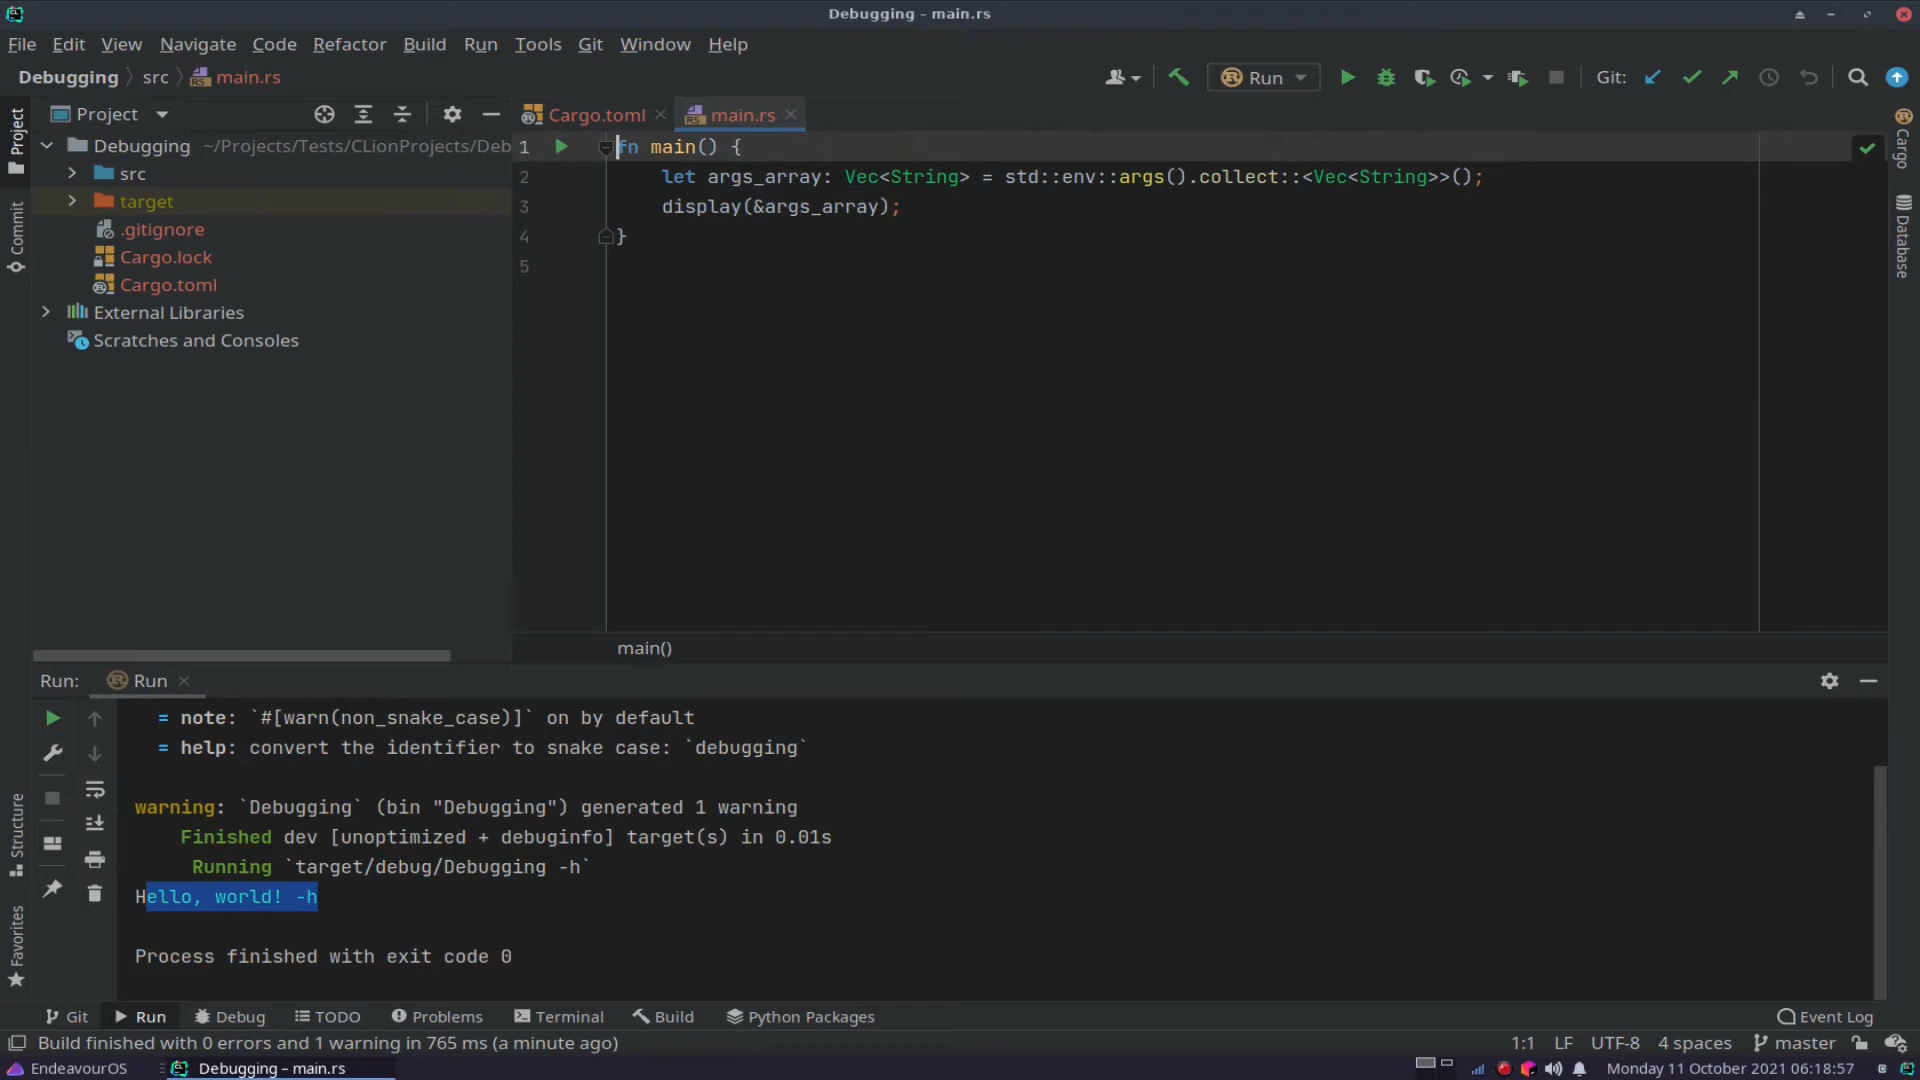 Debugging – main.rs
File Edit View Navigate Code Refactor Build Run Tools Git Window Help
Debugging src main.rs
Run
Git:
Project
Cargo.toml
main.rs
Debugging ~/Projects/Tests/CLionProjects/Deb
src
target
.gitignore
Cargo.lock
Cargo.toml
External Libraries
Scratches and Consoles
Project
Commit
Structure
Favorites
Cargo
Database
1 fn main() {
2 let args_array: Vec<String> = std::env::args().collect::<Vec<String>>();
3 display(&args_array);
4 }
5
main()
Run: Run
= note: `#[warn(non_snake_case)]` on by default
= help: convert the identifier to snake case: `debugging`
warning: `Debugging` (bin "Debugging") generated 1 warning
Finished dev [unoptimized + debuginfo] target(s) in 0.01s
Running `target/debug/Debugging -h`
Hello, world! -h
Process finished with exit code 0
Git Run Debug TODO Problems Terminal Build Python Packages Event Log
Build finished with 0 errors and 1 warning in 765 ms (a minute ago) 1:1 LF UTF-8 4 spaces master
EndeavourOS Debugging – main.rs Monday 11 October 2021 06:18:57